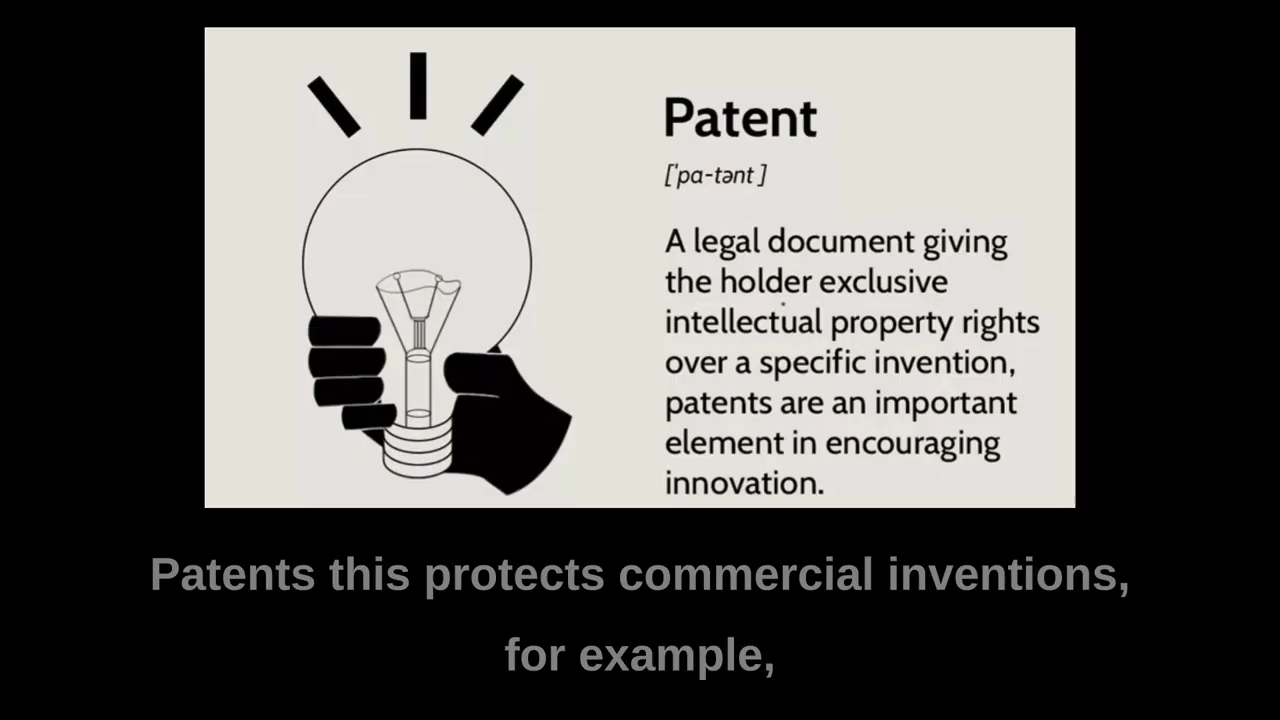 Patent
['pa-tənt ]
A legal document giving
the holder exclusive
intellectual property rights
over a specific invention,
patents are an important
element in encouraging
innovation.
Patents this protects commercial inventions,
for example,